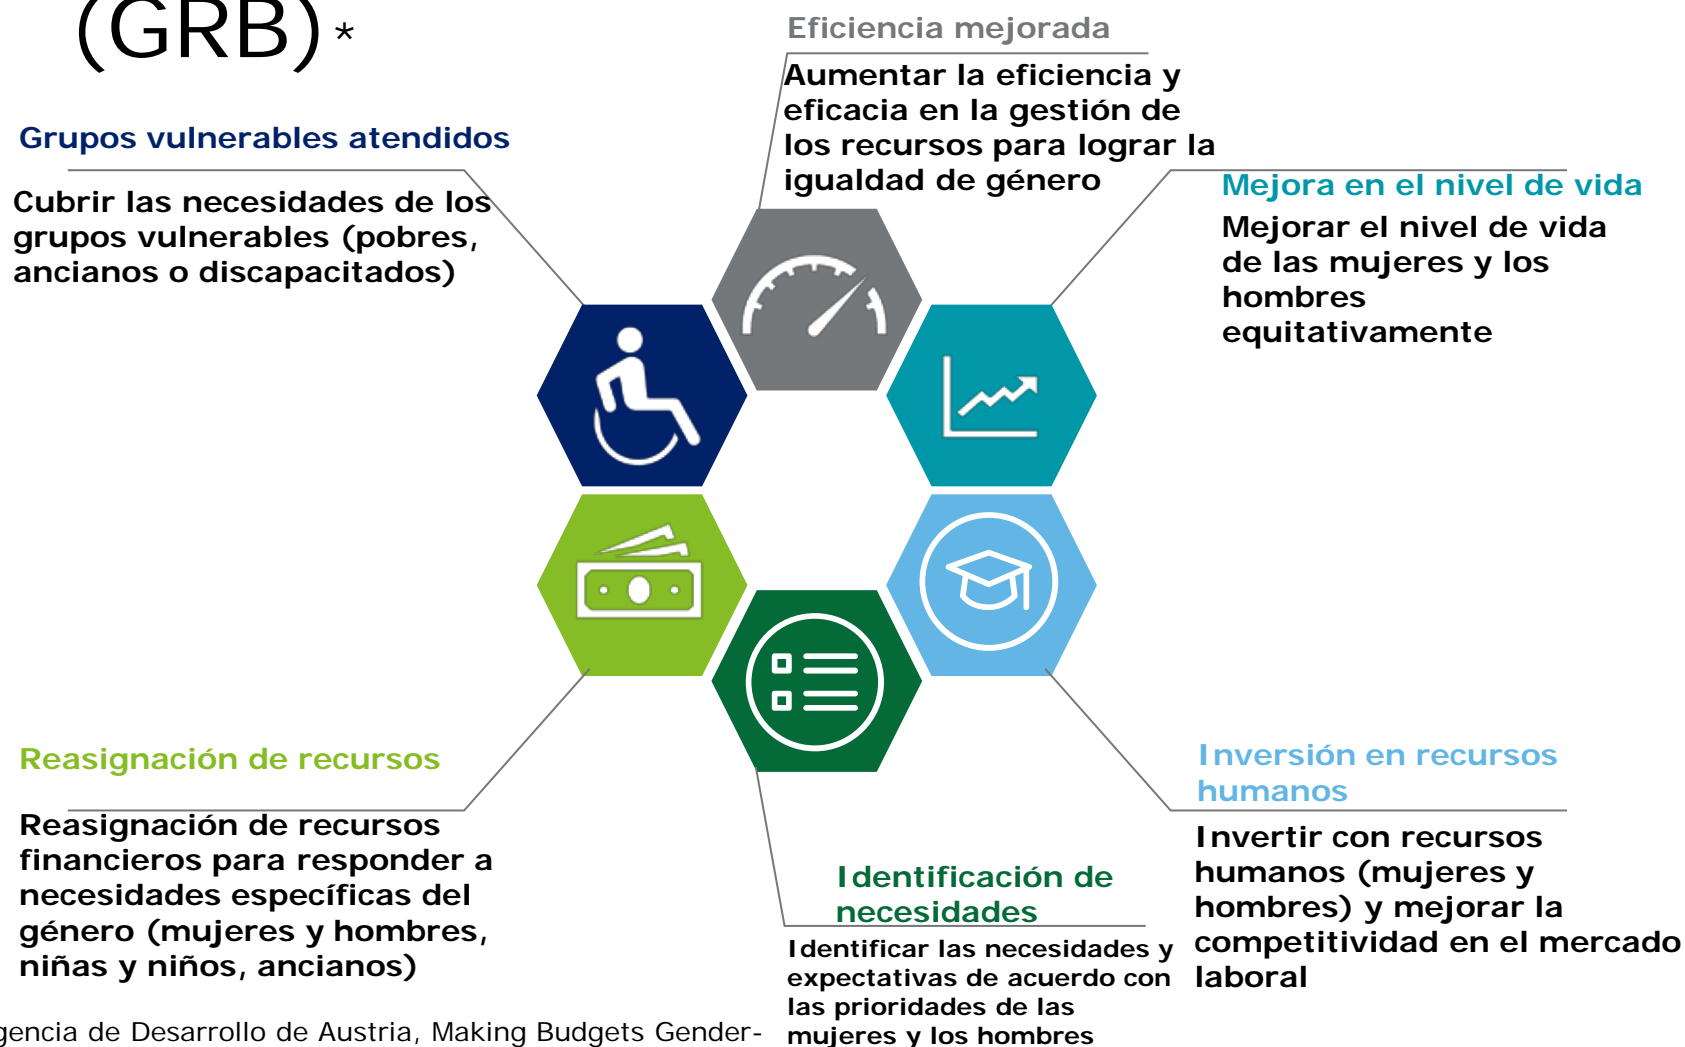 (GRB)*
Eficiencia mejorada
Aumentar la eficiencia y
eficacia en la gestión de
los recursos para lograr la
igualdad de género
Grupos vulnerables atendidos
Cubrir las necesidades de los
grupos vulnerables (pobres,
ancianos o discapacitados)
Mejora en el nivel de vida
Mejorar el nivel de vida
de las mujeres y los
hombres
equitativamente
Reasignación de recursos
Reasignación de recursos
financieros para responder a
necesidades específicas del
género (mujeres y hombres,
niñas y niños, ancianos)
Identificación de
necesidades
Identificar las necesidades y
expectativas de acuerdo con
las prioridades de las
mujeres y los hombres
Inversión en recursos
humanos
Invertir con recursos
humanos (mujeres y
hombres) y mejorar la
competitividad en el mercado
laboral
gencia de Desarrollo de Austria, Making Budgets Gender-